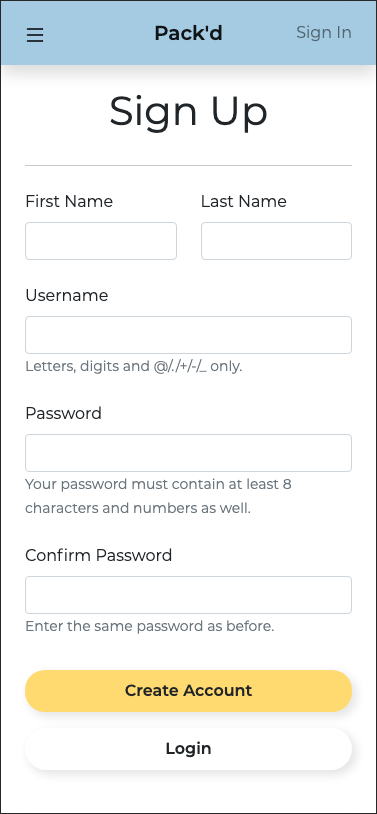 Pack'd
Sign In
Sign Up
First Name
Last Name
Username
Letters, digits and @/./+/-/_ only.
Password
Your password must contain at least 8
characters and numbers as well.
Confirm Password
Enter the same password as before.
Create Account
Login